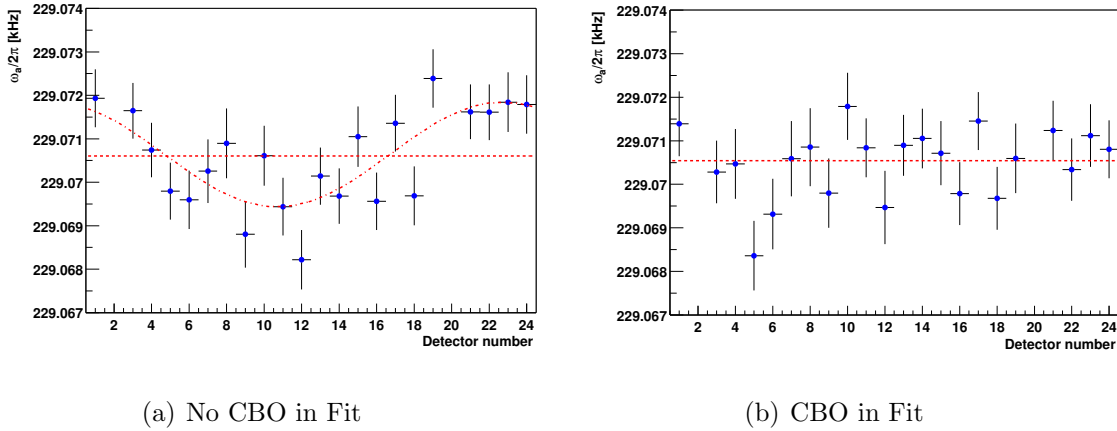 ωₐ/2π [kHz]
229.074
229.073
229.072
229.071
229.07
229.069
229.068
229.067
2 4 6 8 10 12 14 16 18 20 22 24
Detector number
(a) No CBO in Fit
ωₐ/2π [kHz]
229.074
229.073
229.072
229.071
229.07
229.069
229.068
229.067
2 4 6 8 10 12 14 16 18 20 22 24
Detector number
(b) CBO in Fit